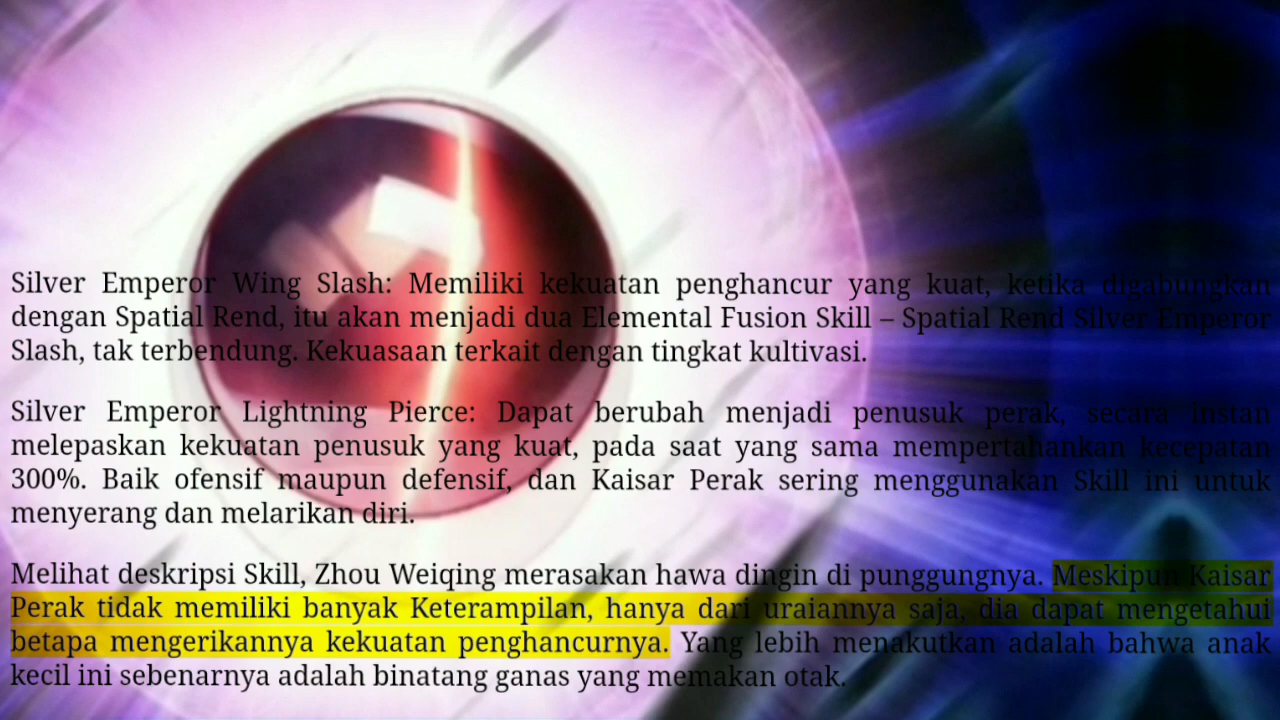 Silver Emperor Wing Slash: Memiliki kekuatan penghancur yang kuat, ketika digabungkan
dengan Spatial Rend, itu akan menjadi dua Elemental Fusion Skill – Spatial Rend Silver Emperor
Slash, tak terbendung. Kekuasaan terkait dengan tingkat kultivasi.
Silver Emperor Lightning Pierce: Dapat berubah menjadi penusuk perak, secara instan
melepaskan kekuatan penusuk yang kuat, pada saat yang sama mempertahankan kecepatan
300%. Baik ofensif maupun defensif, dan Kaisar Perak sering menggunakan Skill ini untuk
menyerang dan melarikan diri.
Melihat deskripsi Skill, Zhou Weiqing merasakan hawa dingin di punggungnya. Meskipun Kaisar
Perak tidak memiliki banyak Keterampilan, hanya dari uraiannya saja, dia dapat mengetahui
betapa mengerikannya kekuatan penghancurnya. Yang lebih menakutkan adalah bahwa anak
kecil ini sebenarnya adalah binatang ganas yang memakan otak.